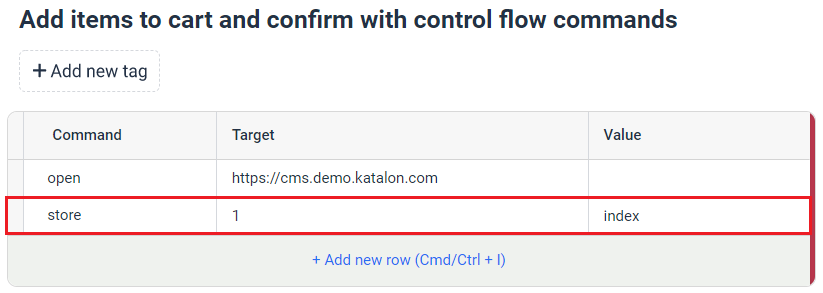 Add items to cart and confirm with control flow commands
+ Add new tag
Command Target Value
open https://cms.demo.katalon.com
store 1 index
+ Add new row (Cmd/Ctrl + I)